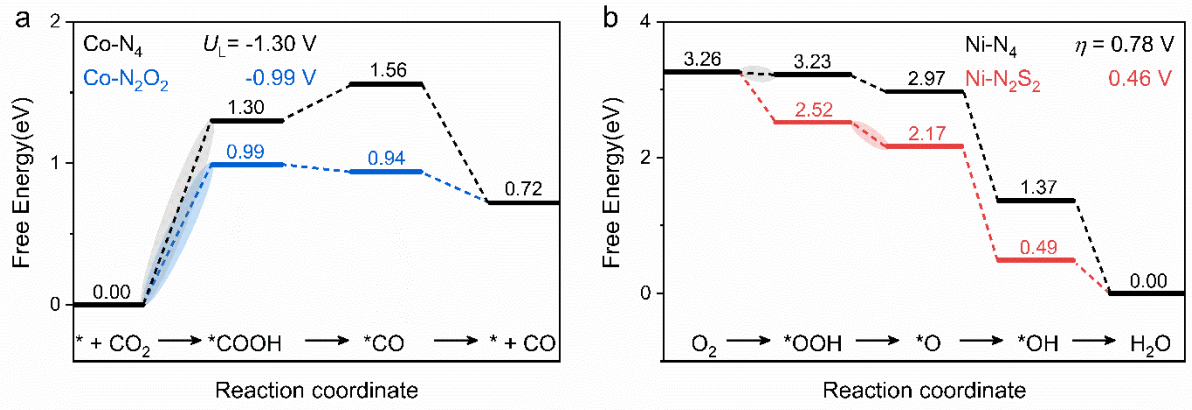 a
2
Co-N4 UL= -1.30 V
Co-N2O2 -0.99 V
1.56
1.30
1
0.99
0.94
0.72
0
0.00
* + CO2 → *COOH → *CO → * + CO
Free Energy(eV)
Reaction coordinate
b
4
Ni-N4 η = 0.78 V
Ni-N2S2 0.46 V
3.26
3.23
2.97
2.52
2.17
2
1.37
0.49
0
0.00
O2 → *OOH → *O → *OH → H2O
Free Energy(eV)
Reaction coordinate